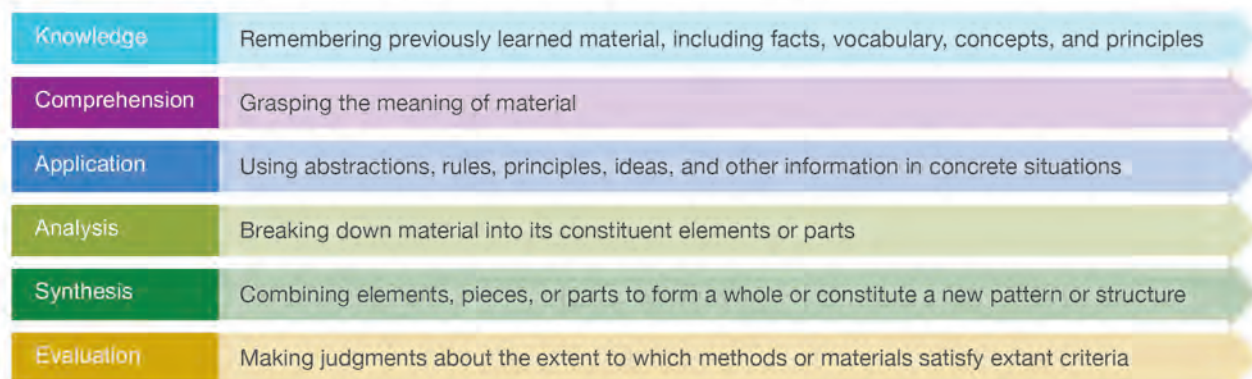 Knowledge Remembering previously learned material, including facts, vocabulary, concepts, and principles
Comprehension Grasping the meaning of material
Application Using abstractions, rules, principles, ideas, and other information in concrete situations
Analysis Breaking down material into its constituent elements or parts
Synthesis Combining elements, pieces, or parts to form a whole or constitute a new pattern or structure
Evaluation Making judgments about the extent to which methods or materials satisfy extant criteria